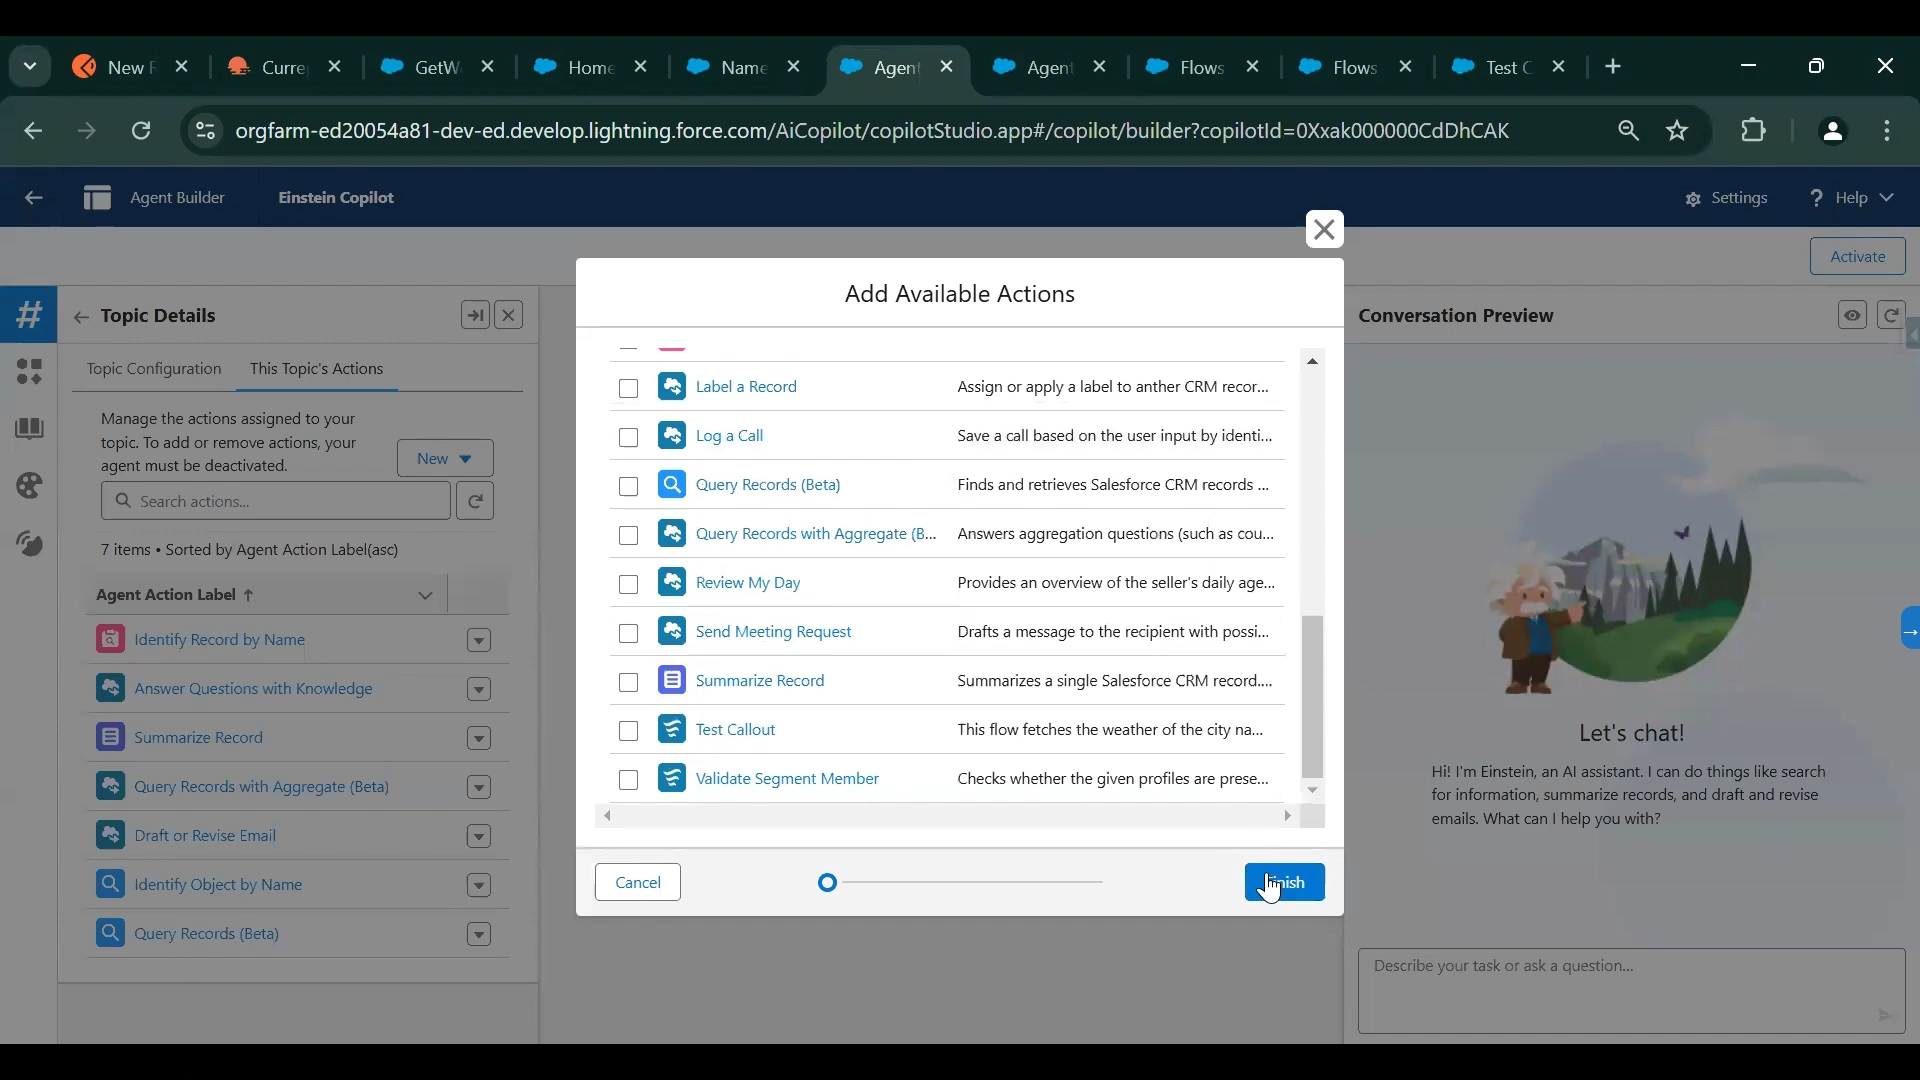 New
Curre
GetW
Home
Name
Agent
Agent
Flows
Flows
Test C
orgfarm-ed20054a81-dev-ed.develop.lightning.force.com/AiCopilot/copilotStudio.app#/copilot/builder?copilotId=0Xxak000000CdDhCAK
Agent Builder
Einstein Copilot
Settings
? Help
Activate
#
Topic Details
Topic Configuration
This Topic's Actions
Manage the actions assigned to your
topic. To add or remove actions, your
agent must be deactivated.
New
Search actions...
7 items • Sorted by Agent Action Label(asc)
Agent Action Label ↑
Identify Record by Name
Answer Questions with Knowledge
Summarize Record
Query Records with Aggregate (Beta)
Draft or Revise Email
Identify Object by Name
Query Records (Beta)
Add Available Actions
Label a Record Assign or apply a label to anther CRM recor...
Log a Call Save a call based on the user input by identi...
Query Records (Beta) Finds and retrieves Salesforce CRM records ...
Query Records with Aggregate (B... Answers aggregation questions (such as cou...
Review My Day Provides an overview of the seller's daily age...
Send Meeting Request Drafts a message to the recipient with possi...
Summarize Record Summarizes a single Salesforce CRM record....
Test Callout This flow fetches the weather of the city na...
Validate Segment Member Checks whether the given profiles are prese...
Cancel
Finish
Conversation Preview
Let's chat!
Hi! I'm Einstein, an AI assistant. I can do things like search
for information, summarize records, and draft and revise
emails. What can I help you with?
Describe your task or ask a question...